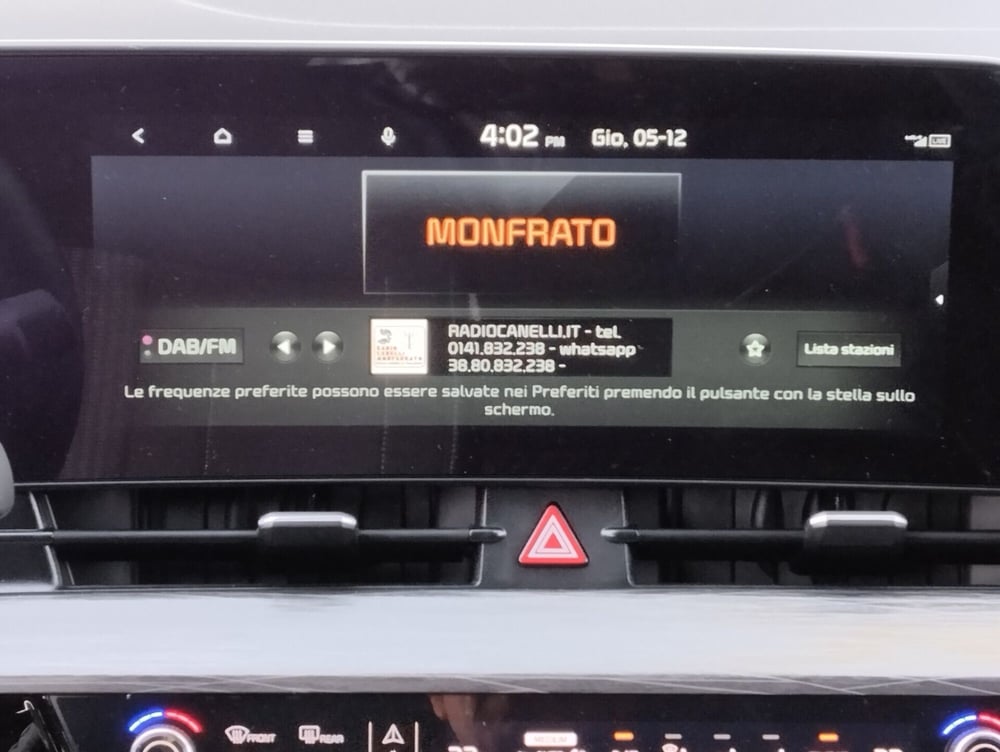 4:02 PM Gio, 05-12
LIVE
MONFRATO
DAB/FM
RADIOCANELLI.IT - tel.
0141.832.238 - whatsapp
38.80.832.238 -
Lista stazioni
Le frequenze preferite possono essere salvate nei Preferiti premendo il pulsante con la stella sullo
schermo.
FRONT
REAR
MEDIUM